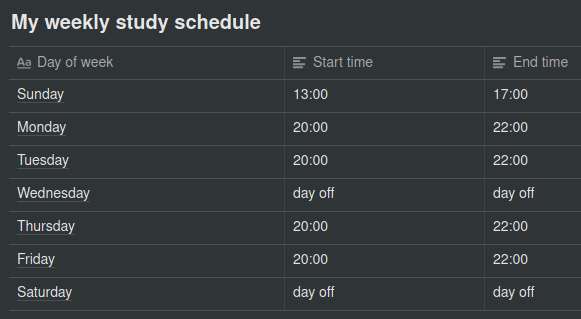 My weekly study schedule
Aa Day of week Start time End time
Sunday 13:00 17:00
Monday 20:00 22:00
Tuesday 20:00 22:00
Wednesday day off day off
Thursday 20:00 22:00
Friday 20:00 22:00
Saturday day off day off